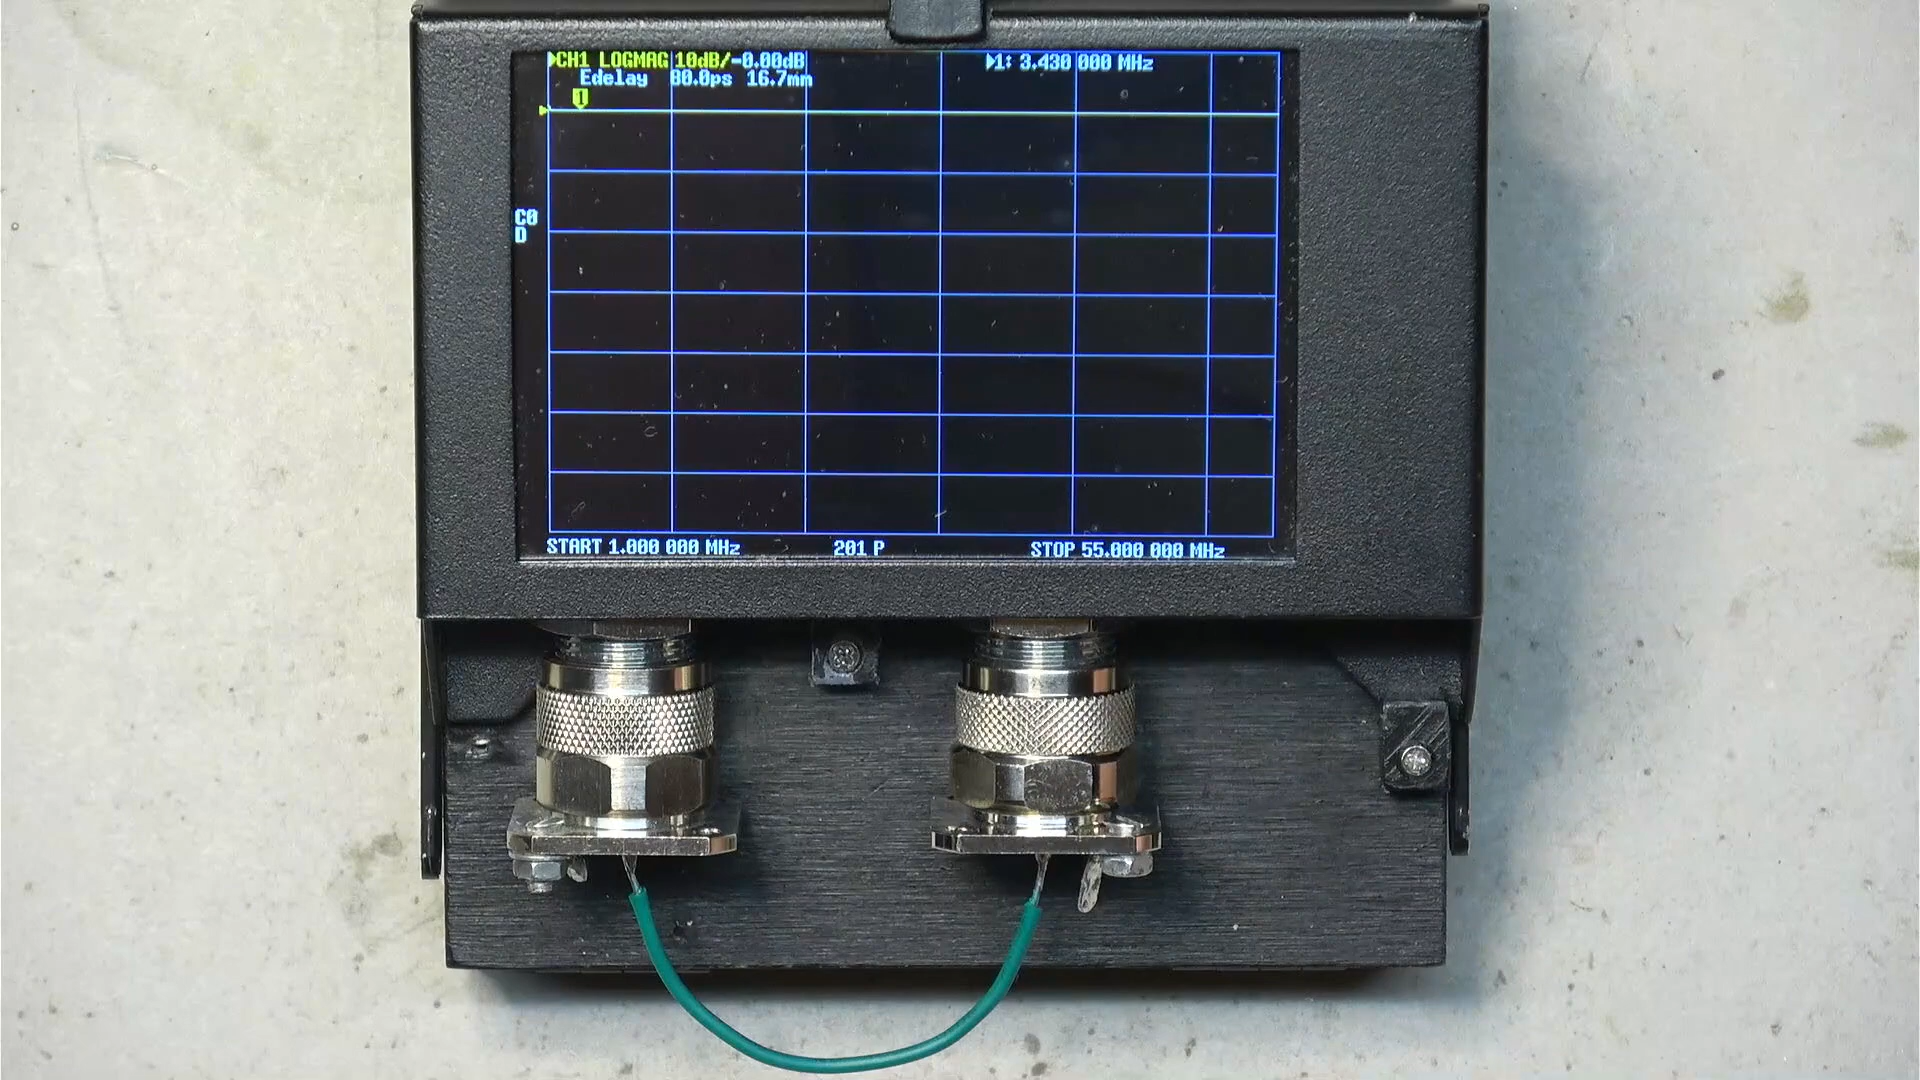 ▶CH1 LOGMAG 10dB/-0.00dB ▶1: 3.430 000 MHz
Edelay 80.0ps 16.7mm
1
C0
D
START 1.000 000 MHz 201 P STOP 55.000 000 MHz